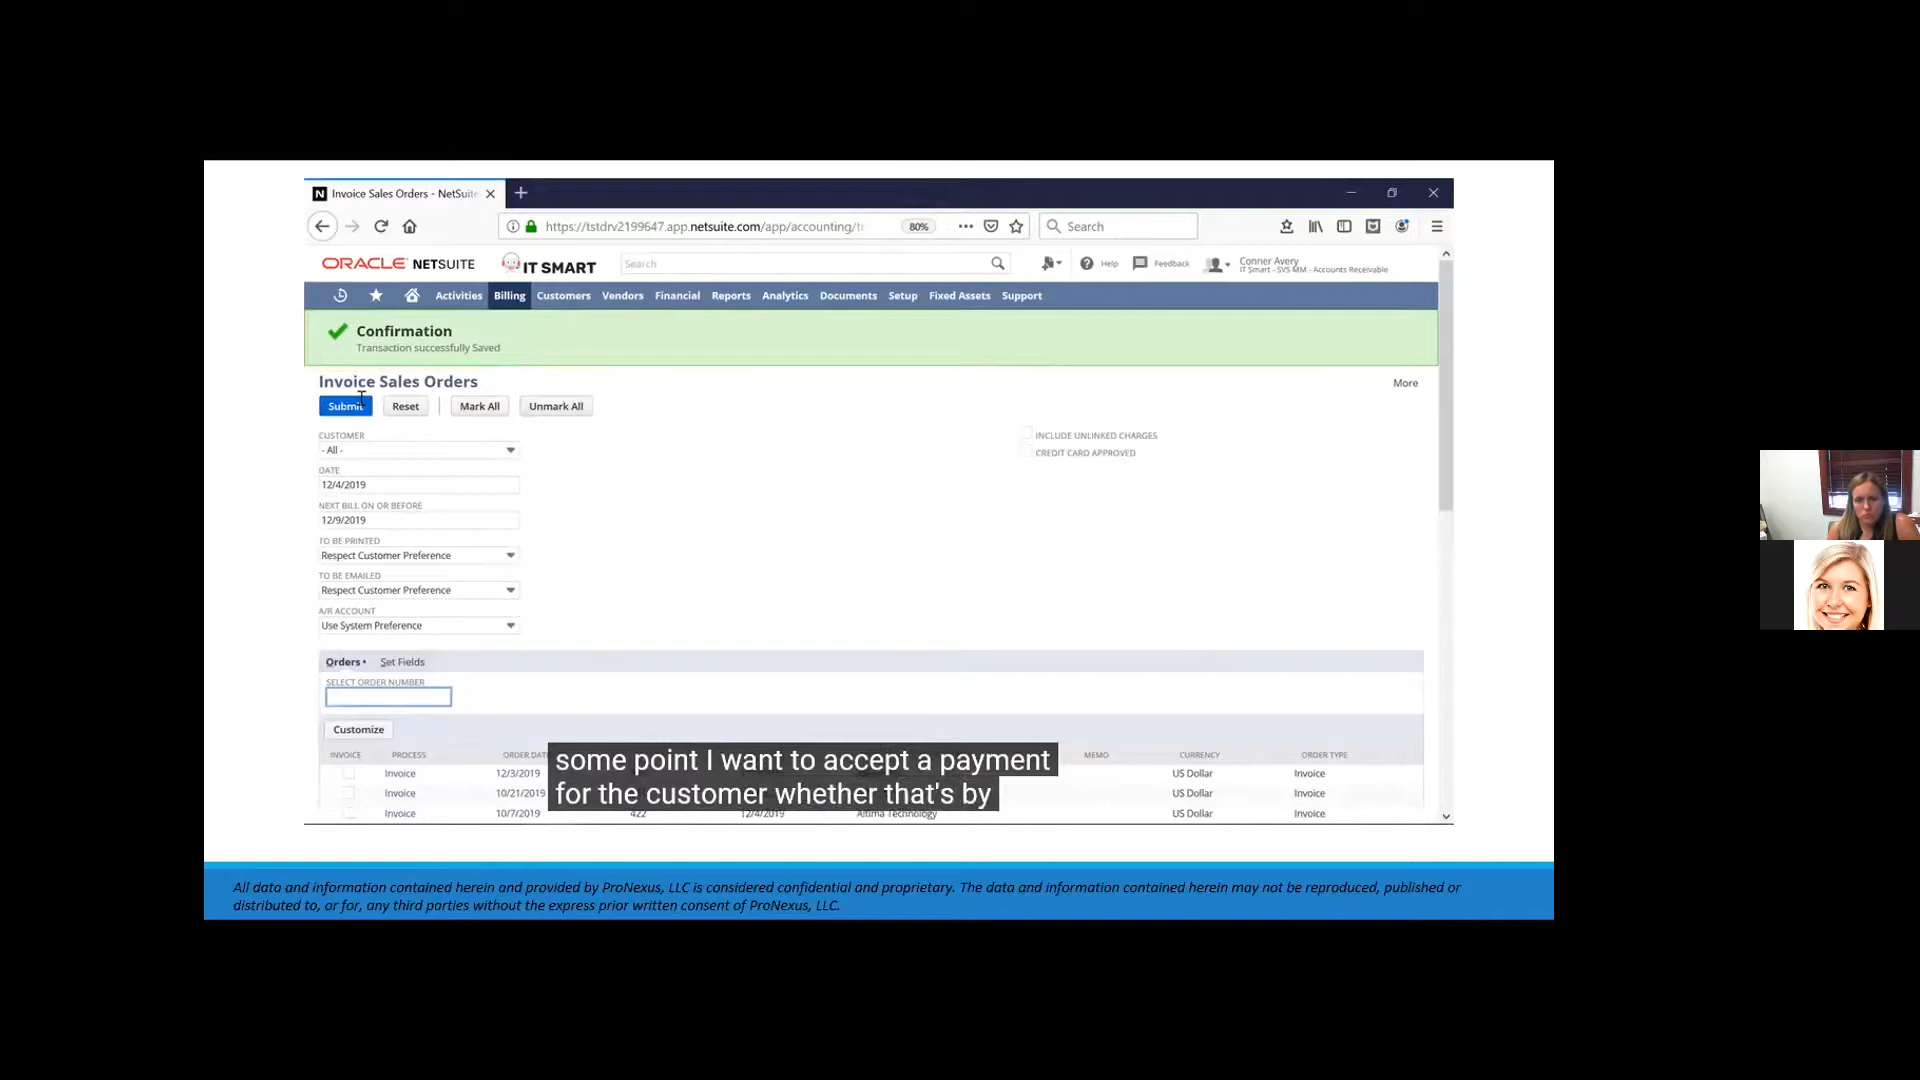 Invoice Sales Orders - NetSuite
https://tstdrv2199647.app.netsuite.com/app/accounting/tr
80%
Search
ORACLE NETSUITE
IT SMART
Search
Help
Feedback
Conner Avery
IT Smart - SVS MM - Accounts Receivable
Activities Billing Customers Vendors Financial Reports Analytics Documents Setup Fixed Assets Support
Confirmation
Transaction successfully Saved
Invoice Sales Orders
More
Submit Reset Mark All Unmark All
CUSTOMER
- All -
DATE
12/4/2019
NEXT BILL ON OR BEFORE
12/9/2019
TO BE PRINTED
Respect Customer Preference
TO BE EMAILED
Respect Customer Preference
A/R ACCOUNT
Use System Preference
INCLUDE UNLINKED CHARGES
CREDIT CARD APPROVED
Orders • Set Fields
SELECT ORDER NUMBER
Customize
INVOICE PROCESS ORDER DATE MEMO CURRENCY ORDER TYPE
Invoice 12/3/2019 US Dollar Invoice
Invoice 10/21/2019 US Dollar Invoice
Invoice 10/7/2019 422 12/4/2019 Altima Technology US Dollar Invoice
some point I want to accept a payment
for the customer whether that's by
All data and information contained herein and provided by ProNexus, LLC is considered confidential and proprietary. The data and information contained herein may not be reproduced, published or
distributed to, or for, any third parties without the express prior written consent of ProNexus, LLC.